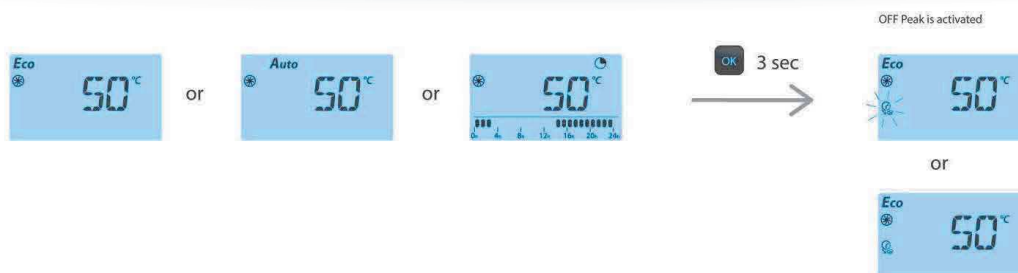 OFF Peak is activated
Eco
50 °C
or
Auto
50 °C
or
50 °C
0h 4h 8h 12h 16h 20h 24h
OK 3 sec
Eco
50 °C
or
Eco
50 °C